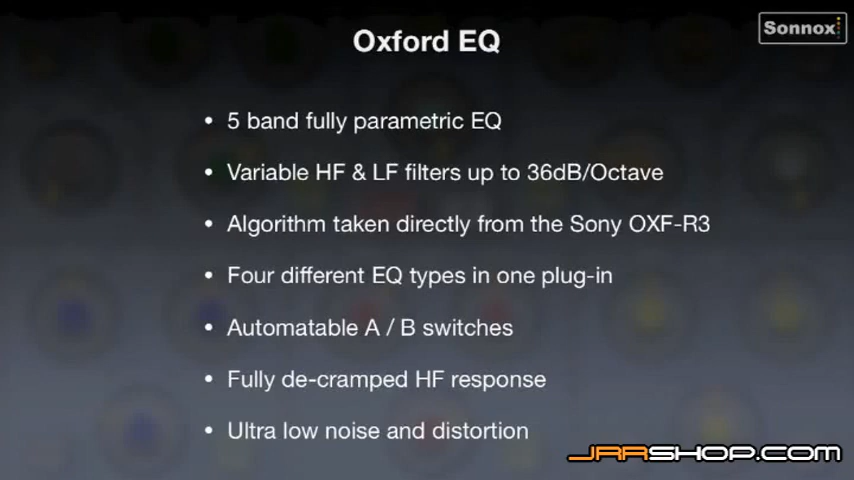 Sonnox
Oxford EQ
• 5 band fully parametric EQ
• Variable HF & LF filters up to 36dB/Octave
• Algorithm taken directly from the Sony OXF-R3
• Four different EQ types in one plug-in
• Automatable A / B switches
• Fully de-cramped HF response
• Ultra low noise and distortion
JRRSHOP.COM